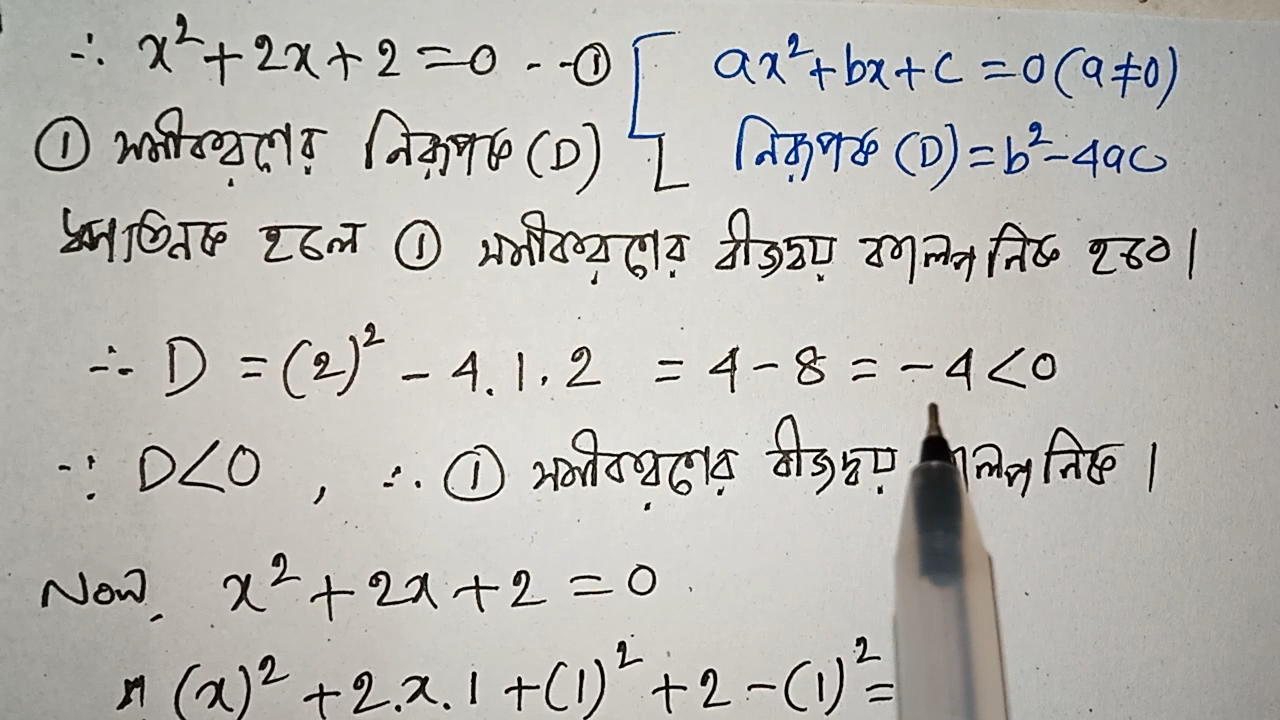 ∴ x² + 2x + 2 = 0 - - ① [ ax² + bx + c = 0 (a ≠ 0)
① সমীকরণের নিরূপক (D) [ নিরূপক (D) = b² - 4ac
ঋণাত্মক হলে ① সমীকরণের বীজদ্বয় কাল্পনিক হবে।
∴ D = (2)² - 4.1.2 = 4 - 8 = -4 < 0
∵ D < 0, ∴ ① সমীকরণের বীজদ্বয় কাল্পনিক।
Now, x² + 2x + 2 = 0
বা (x)² + 2.x.1 + (1)² + 2 - (1)² =